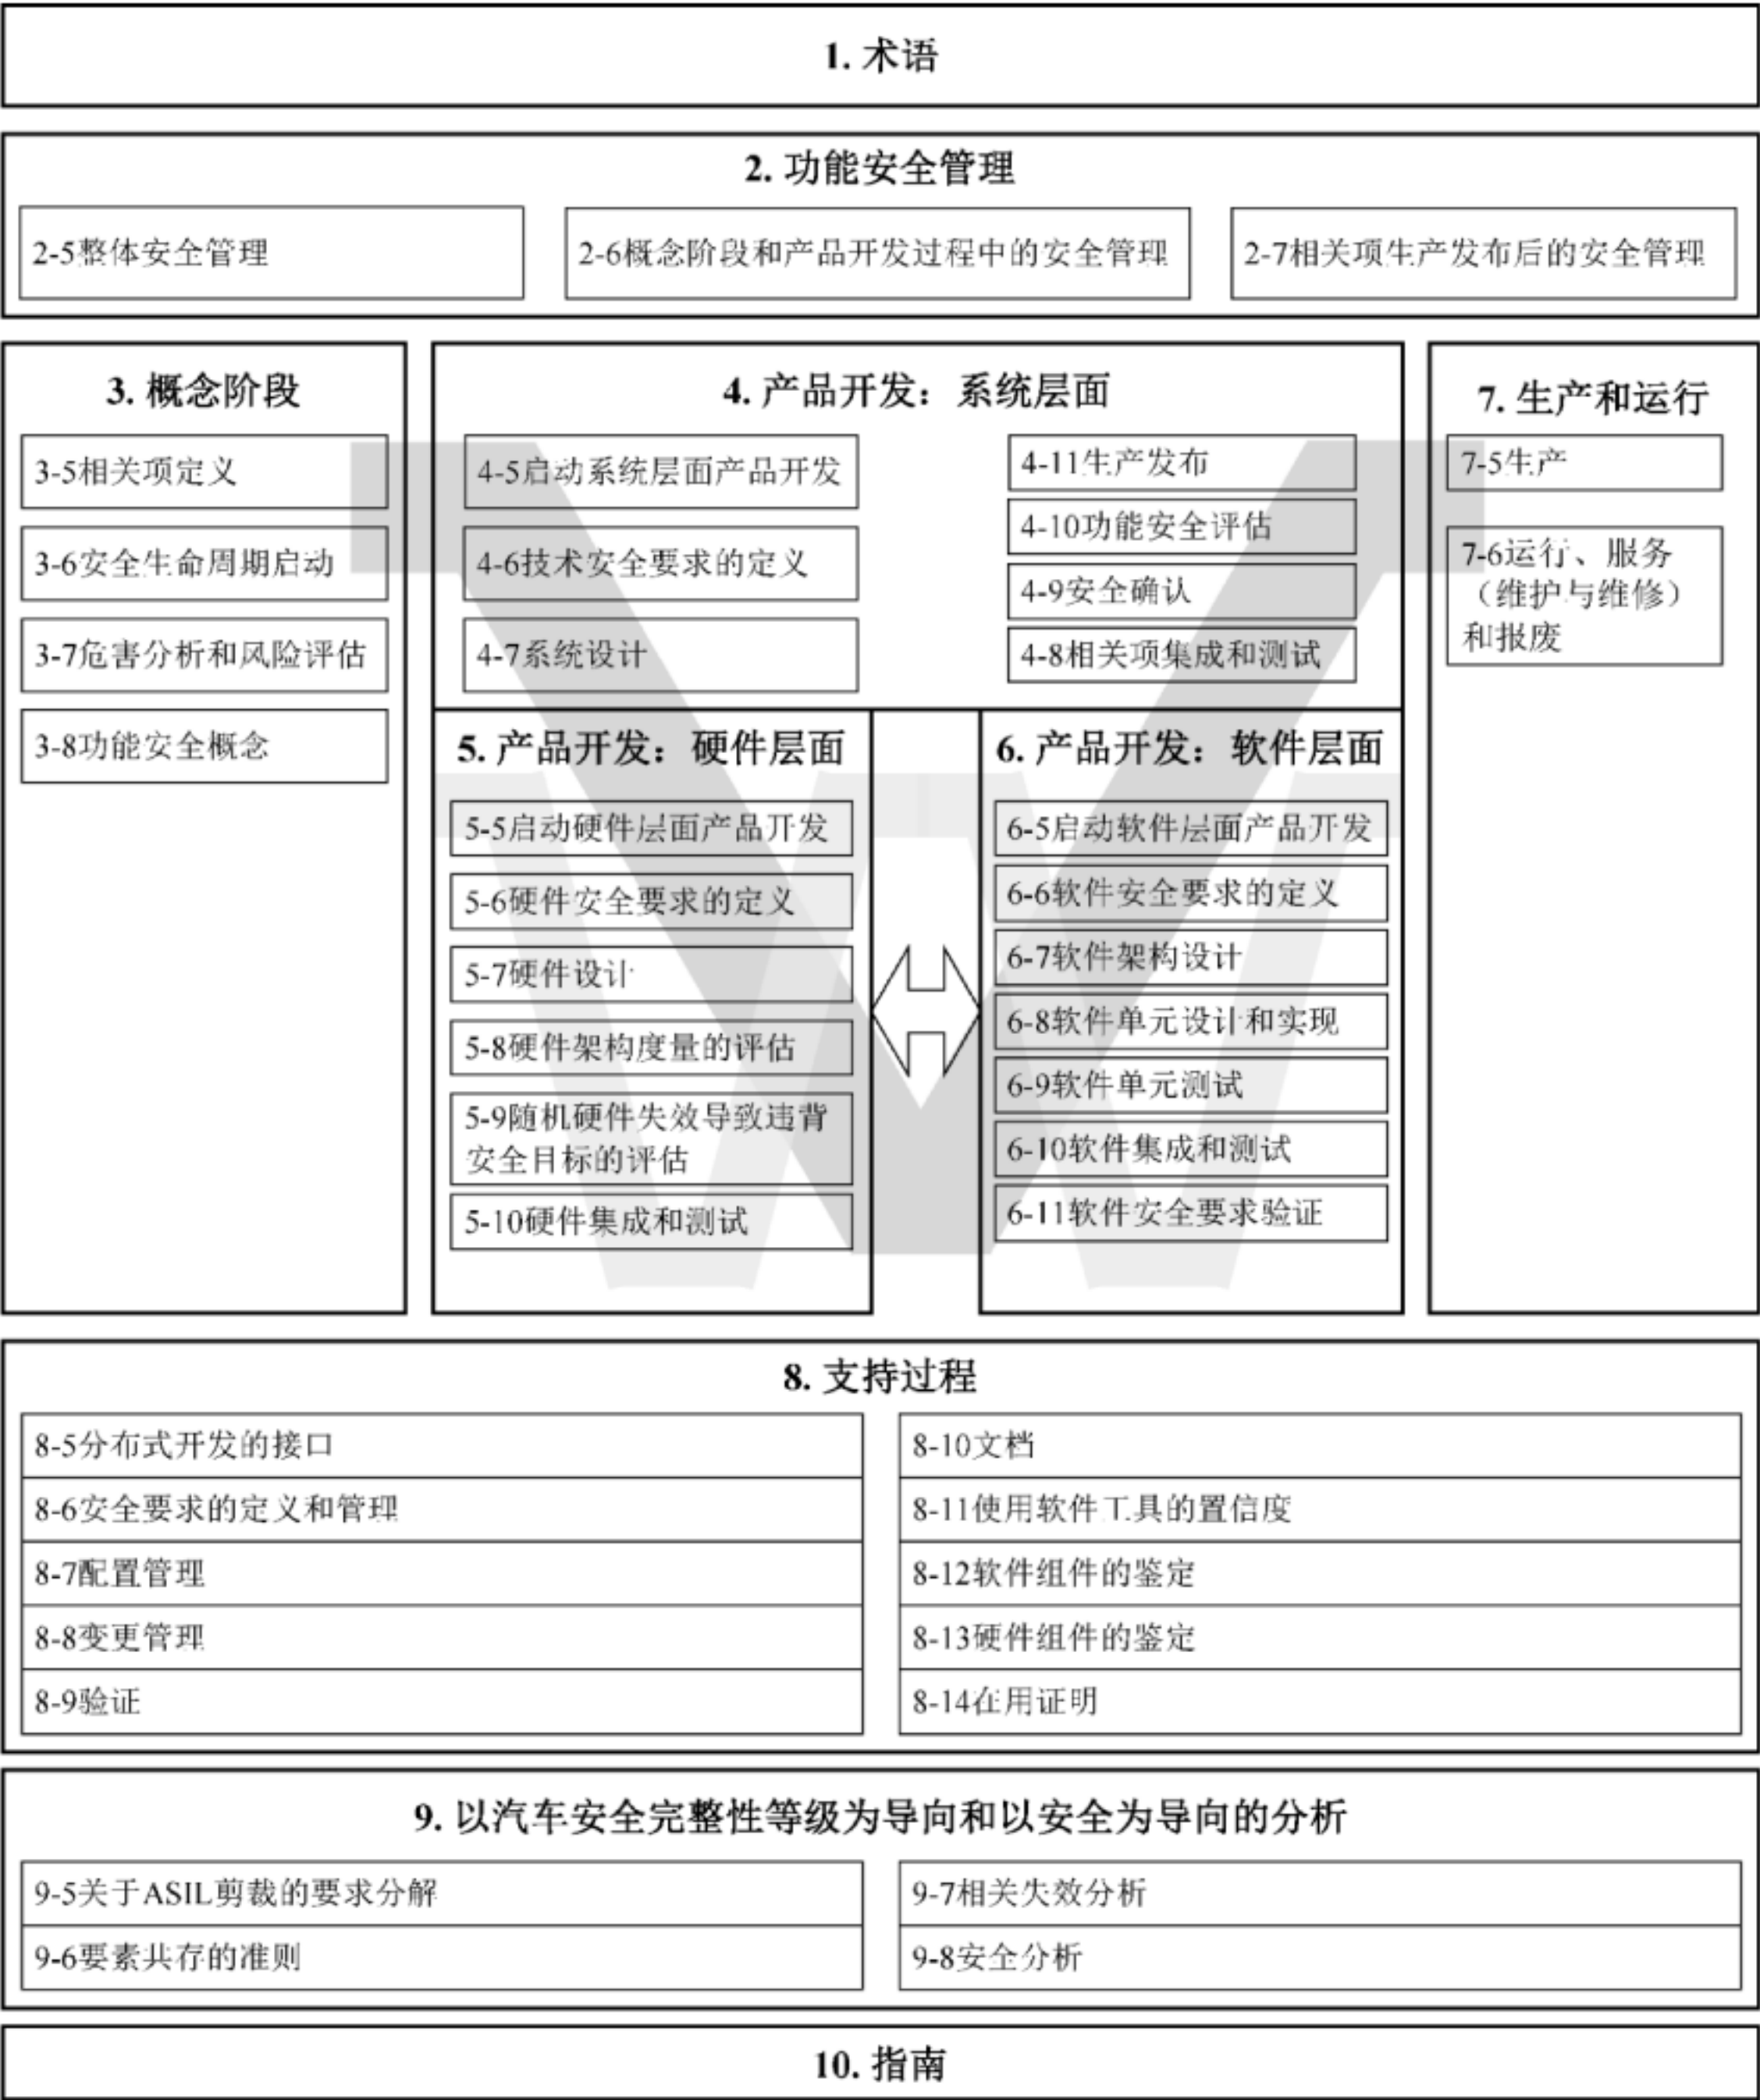 1. 术语
2. 功能安全管理
2-5整体安全管理
2-6概念阶段和产品开发过程中的安全管理
2-7相关项生产发布后的安全管理
3. 概念阶段
3-5相关项定义
3-6安全生命周期启动
3-7危害分析和风险评估
3-8功能安全概念
4. 产品开发：系统层面
4-5启动系统层面产品开发
4-6技术安全要求的定义
4-7系统设计
4-11生产发布
4-10功能安全评估
4-9安全确认
4-8相关项集成和测试
5. 产品开发：硬件层面
5-5启动硬件层面产品开发
5-6硬件安全要求的定义
5-7硬件设计
5-8硬件架构度量的评估
5-9随机硬件失效导致违背
安全目标的评估
5-10硬件集成和测试
6. 产品开发：软件层面
6-5启动软件层面产品开发
6-6软件安全要求的定义
6-7软件架构设计
6-8软件单元设计和实现
6-9软件单元测试
6-10软件集成和测试
6-11软件安全要求验证
7. 生产和运行
7-5生产
7-6运行、服务
（维护与维修）
和报废
8. 支持过程
8-5分布式开发的接口
8-6安全要求的定义和管理
8-7配置管理
8-8变更管理
8-9验证
8-10文档
8-11使用软件工具的置信度
8-12软件组件的鉴定
8-13硬件组件的鉴定
8-14在用证明
9. 以汽车安全完整性等级为导向和以安全为导向的分析
9-5关于ASIL剪裁的要求分解
9-6要素共存的准则
9-7相关失效分析
9-8安全分析
10. 指南